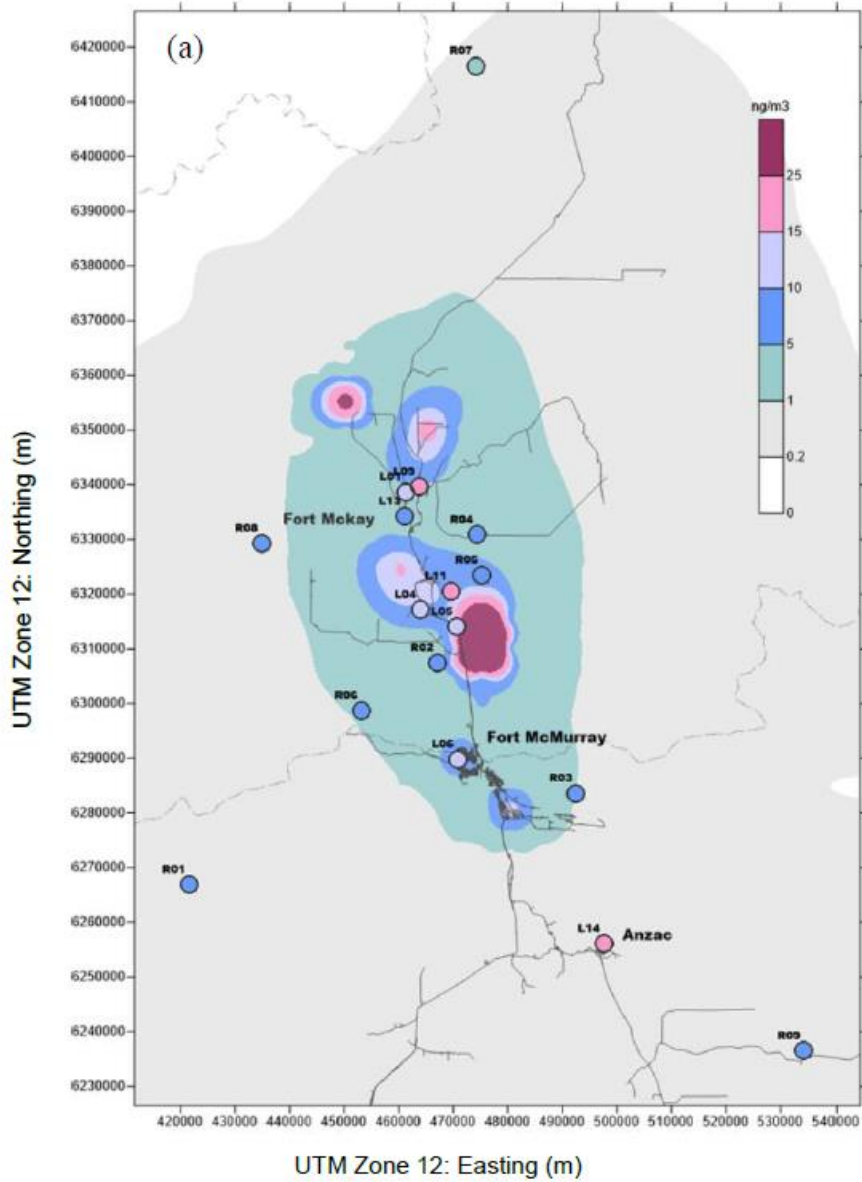 (a)
R07
ng/m3
25
15
10
5
1
0.2
0
6420000
6410000
6400000
6390000
6380000
6370000
6360000
6350000
6340000
6330000
6320000
6310000
6300000
6290000
6280000
6270000
6260000
6250000
6240000
6230000
UTM Zone 12: Northing (m)
L09
L01
L13
Fort Mckay
R04
R08
R05
L11
L04
L05
R02
R06
Fort McMurray
L06
R03
R01
L14
Anzac
R09
420000 430000 440000 450000 460000 470000 480000 490000 500000 510000 520000 530000 540000
UTM Zone 12: Easting (m)